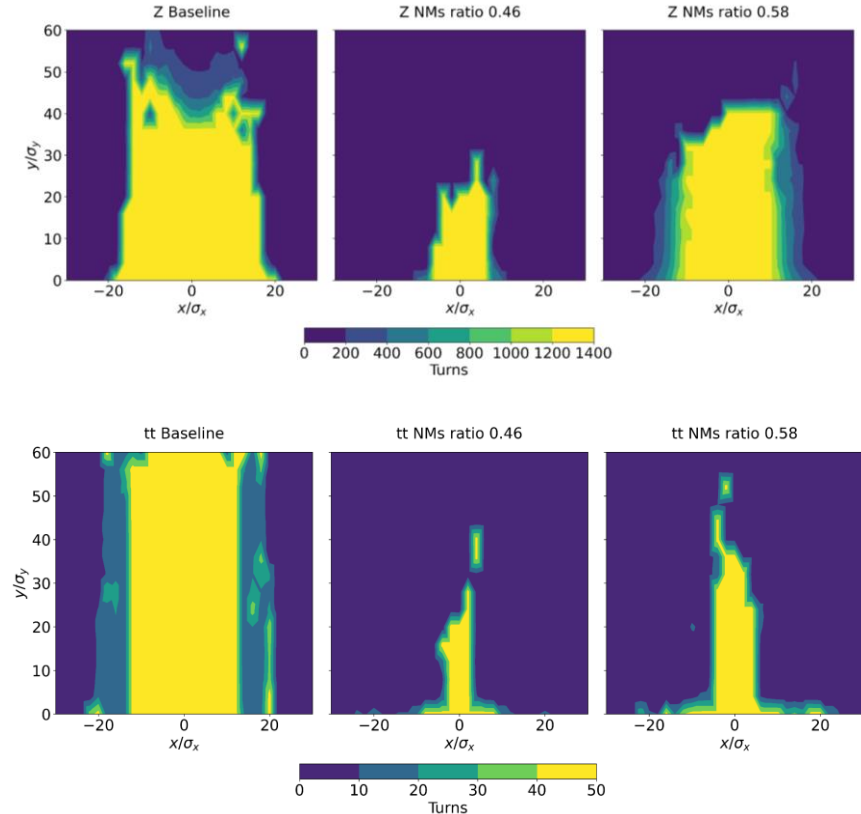 Z Baseline
Z NMs ratio 0.46
Z NMs ratio 0.58
60
50
40
30
20
10
0
y/σy
−20 0 20
−20 0 20
−20 0 20
x/σx
x/σx
x/σx
0 200 400 600 800 1000 1200 1400
Turns
tt Baseline
tt NMs ratio 0.46
tt NMs ratio 0.58
60
50
40
30
20
10
0
y/σy
−20 0 20
−20 0 20
−20 0 20
x/σx
x/σx
x/σx
0 10 20 30 40 50
Turns